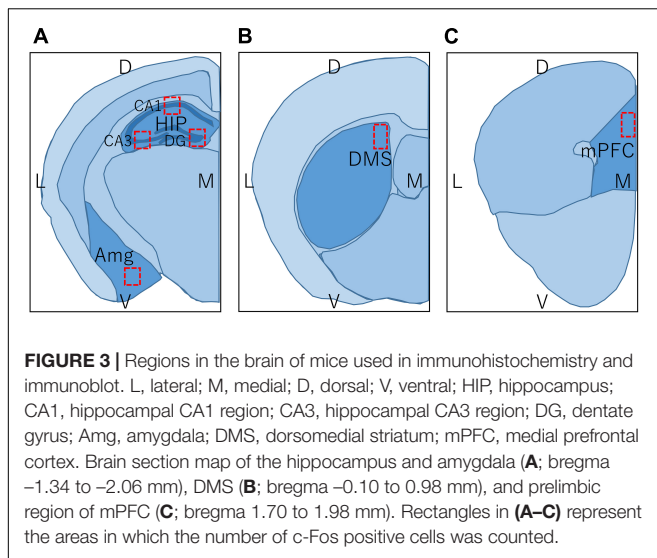 A
B
C
D
CA1
HIP
CA3
DG
L
M
Amg
V
D
DMS
L
M
V
D
mPFC
L
M
V
FIGURE 3 | Regions in the brain of mice used in immunohistochemistry and
immunoblot. L, lateral; M, medial; D, dorsal; V, ventral; HIP, hippocampus;
CA1, hippocampal CA1 region; CA3, hippocampal CA3 region; DG, dentate
gyrus; Amg, amygdala; DMS, dorsomedial striatum; mPFC, medial prefrontal
cortex. Brain section map of the hippocampus and amygdala (A; bregma
–1.34 to –2.06 mm), DMS (B; bregma –0.10 to 0.98 mm), and prelimbic
region of mPFC (C; bregma 1.70 to 1.98 mm). Rectangles in (A–C) represent
the areas in which the number of c-Fos positive cells was counted.